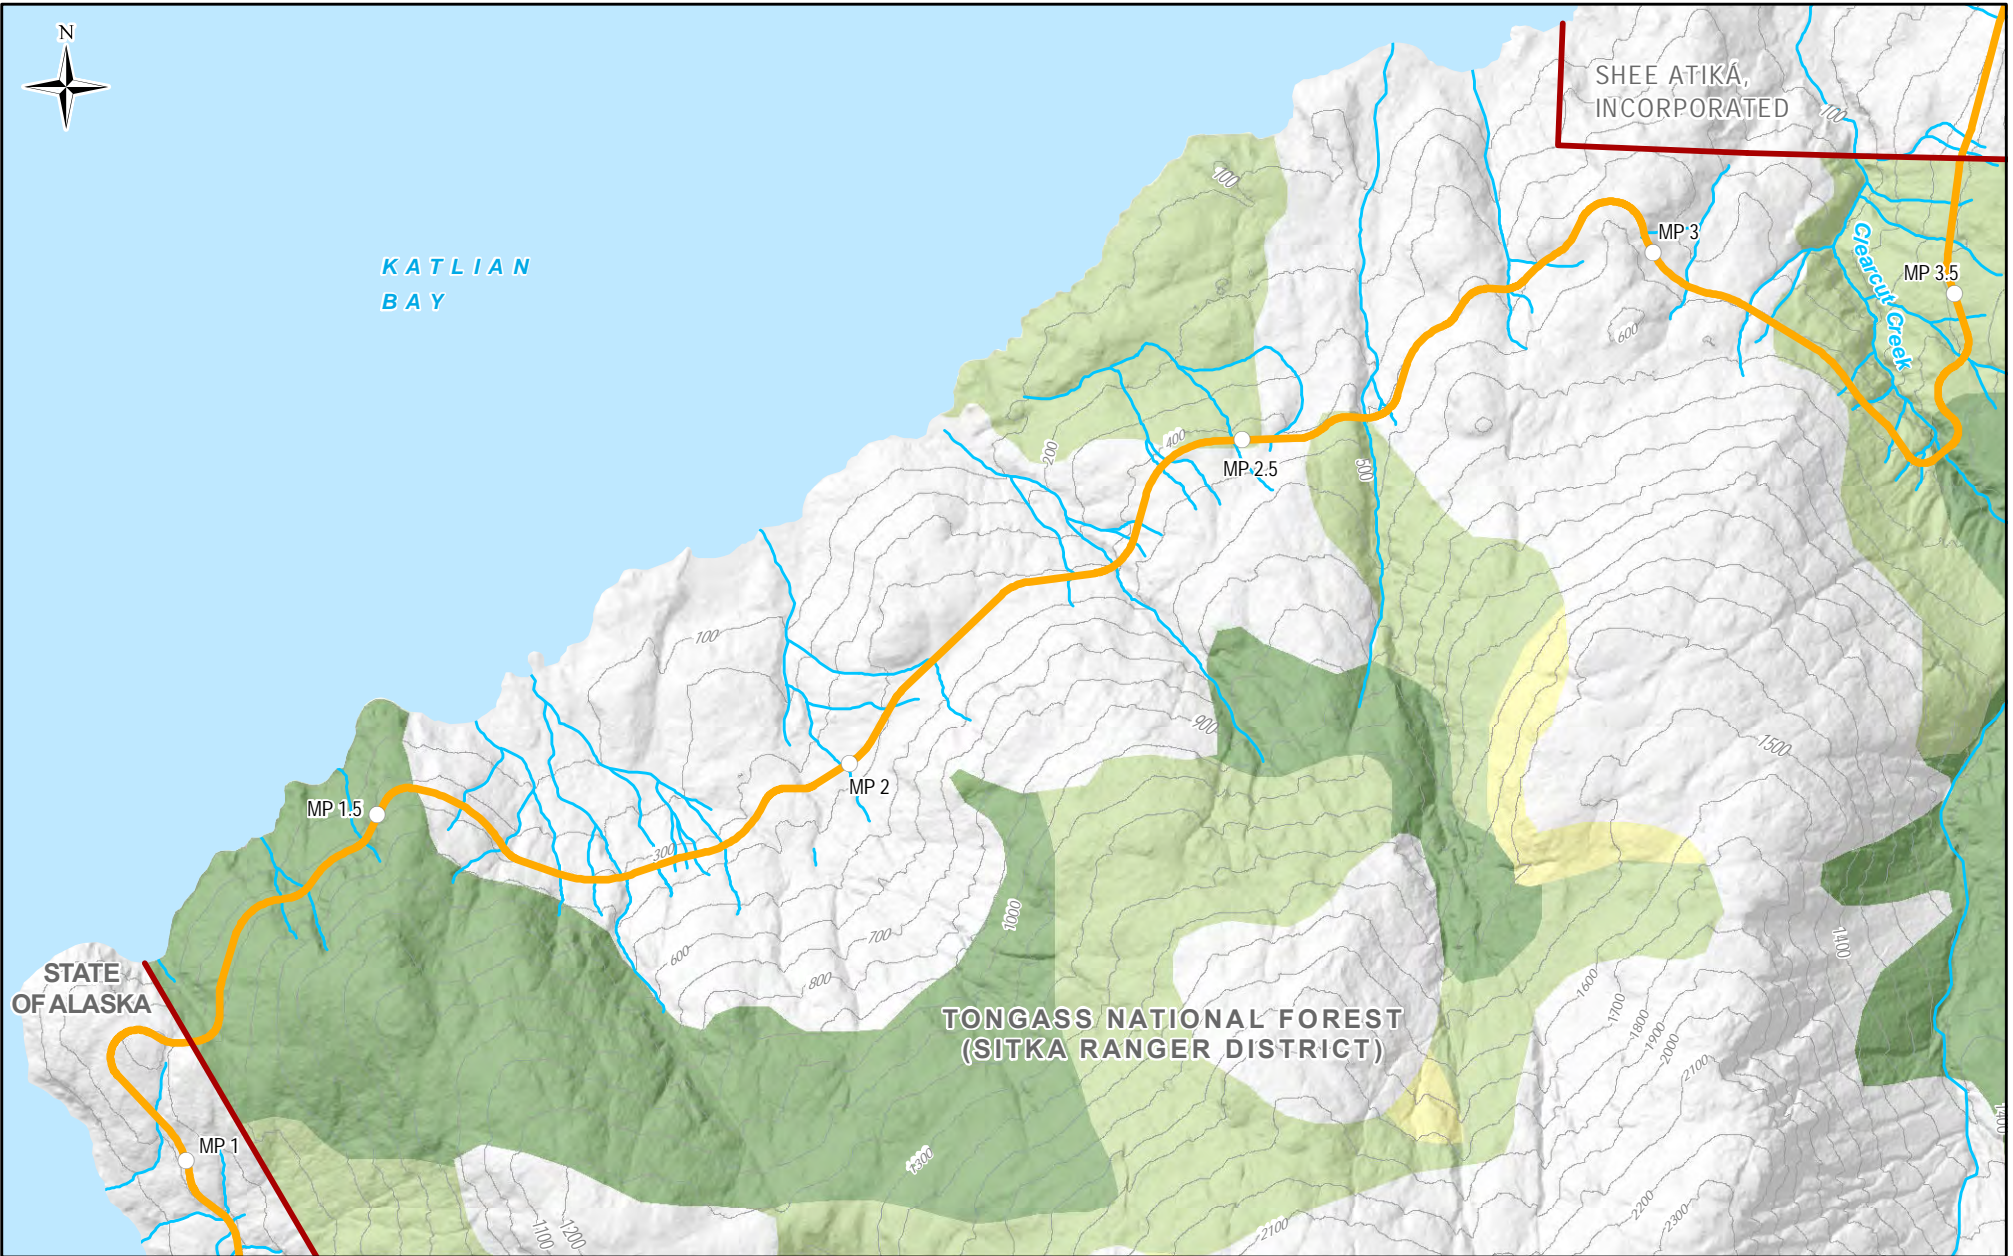 N
SHEE ATIKÁ,
INCORPORATED
100
100
KATLIAN
BAY
MP 3
Clearcut Creek
MP 3.5
600
400
200
MP 2.5
500
100
900
1500
MP 2
MP 1.5
300
1000
700
600
800
1400
STATE
OF ALASKA
TONGASS NATIONAL FOREST
(SITKA RANGER DISTRICT)
1600
1700
1800
1900
2000
2100
MP 1
1300
1400
1100
1200
2100
2200
2300